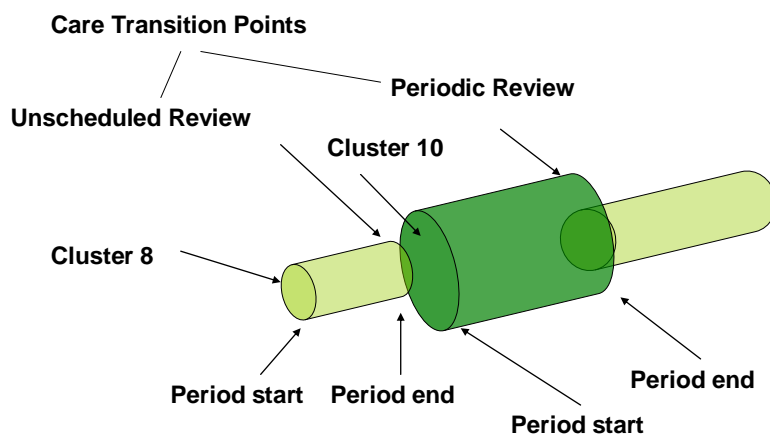 Care Transition Points
Periodic Review
Unscheduled Review
Cluster 10
Cluster 8
Period start
Period end
Period end
Period start